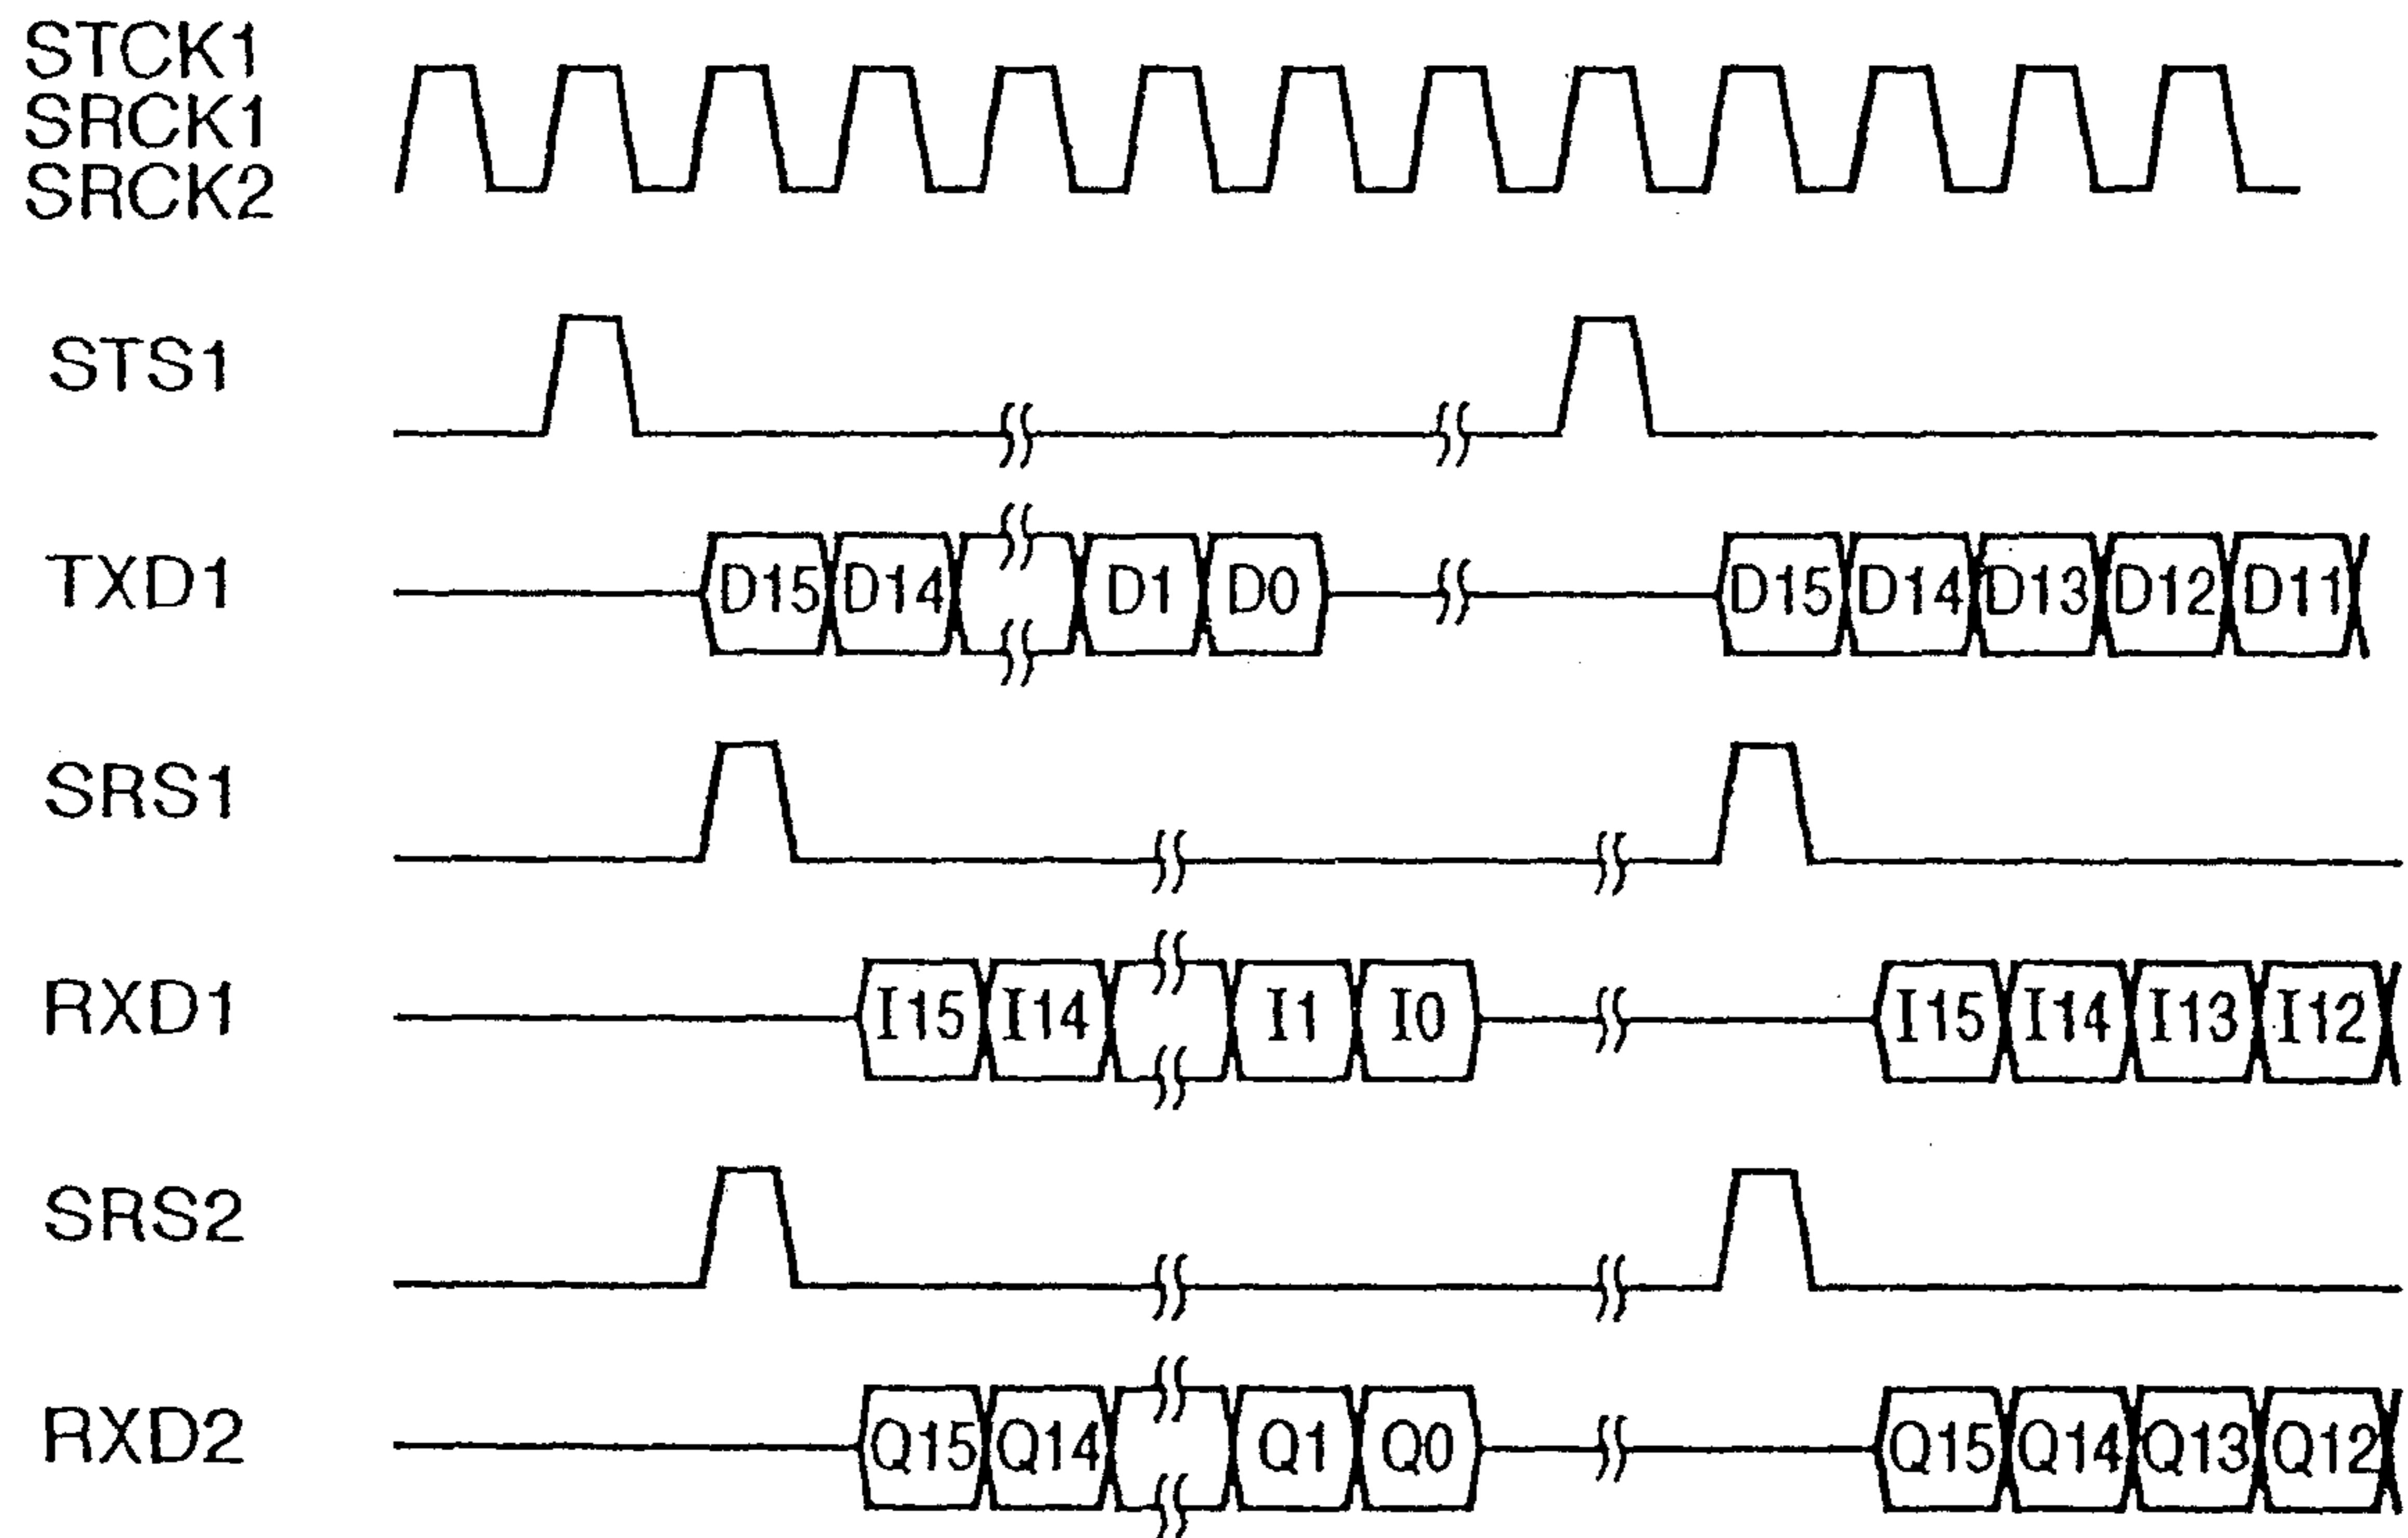 STCK1
SRCK1
SRCK2
STS1
TXD1 D15 D14 D1 D0 D15 D14 D13 D12 D11
SRS1
RXD1 I15 I14 I1 I0 I15 I14 I13 I12
SRS2
RXD2 Q15 Q14 Q1 Q0 Q15 Q14 Q13 Q12